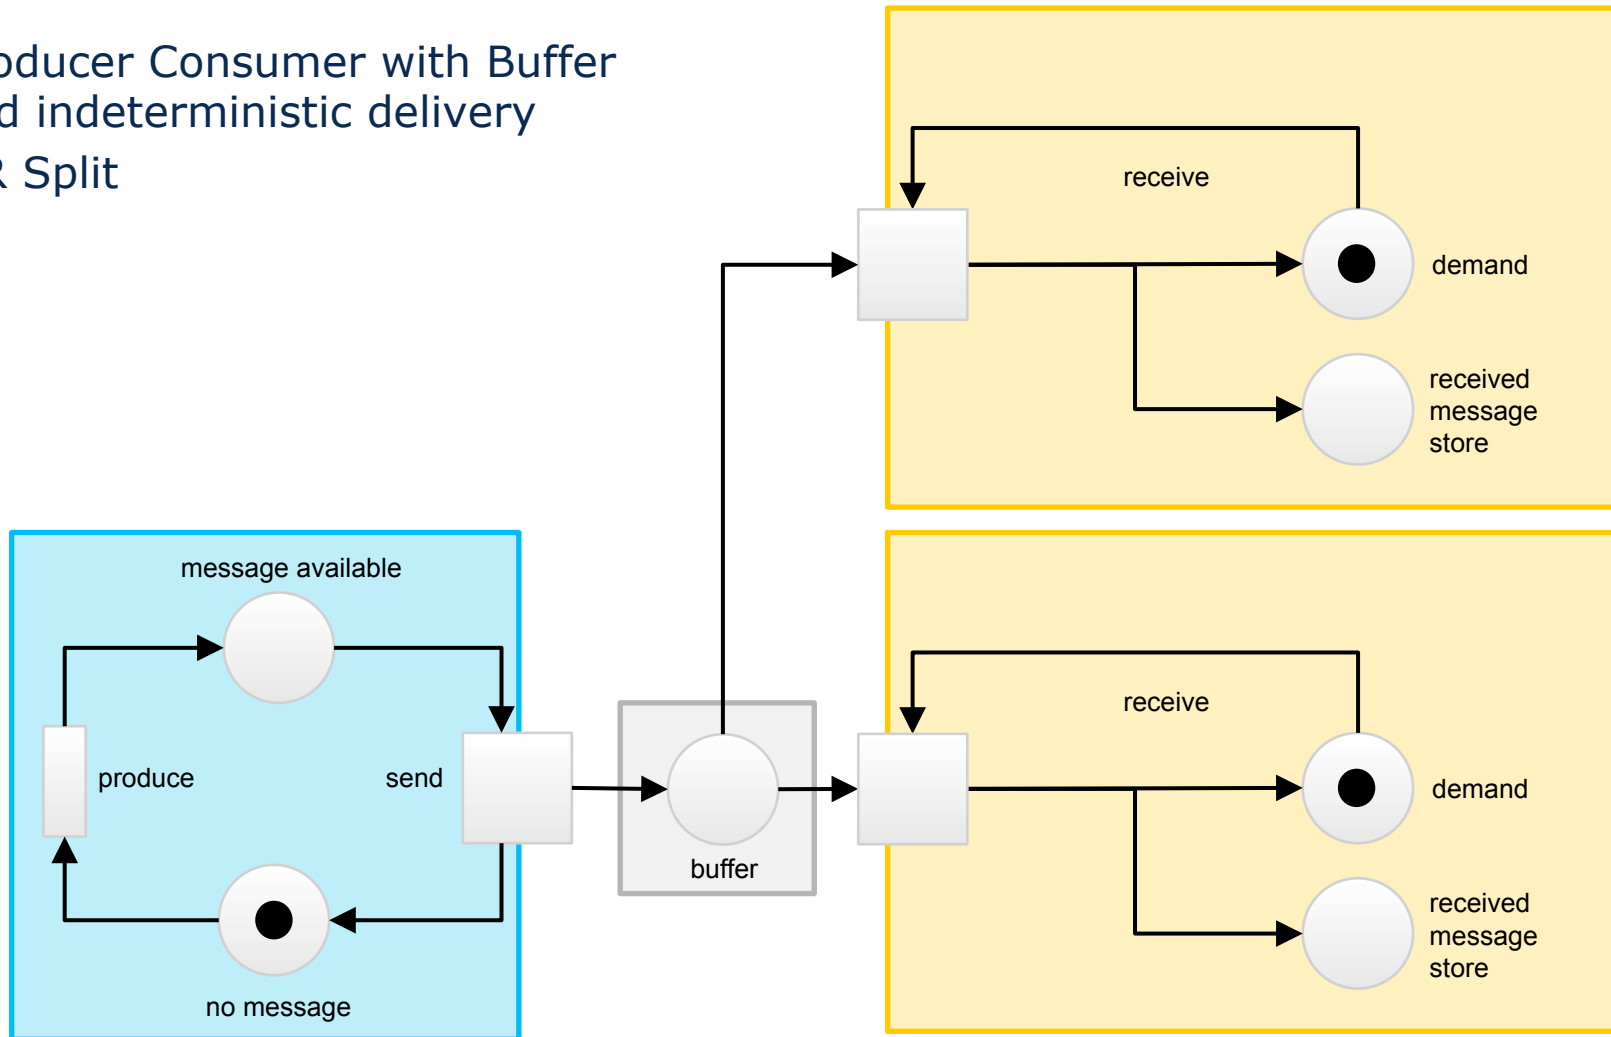 oducer Consumer with Buffer
d indeterministic delivery
R Split
receive
demand
received
message
store
message available
produce
send
no message
buffer
receive
demand
received
message
store